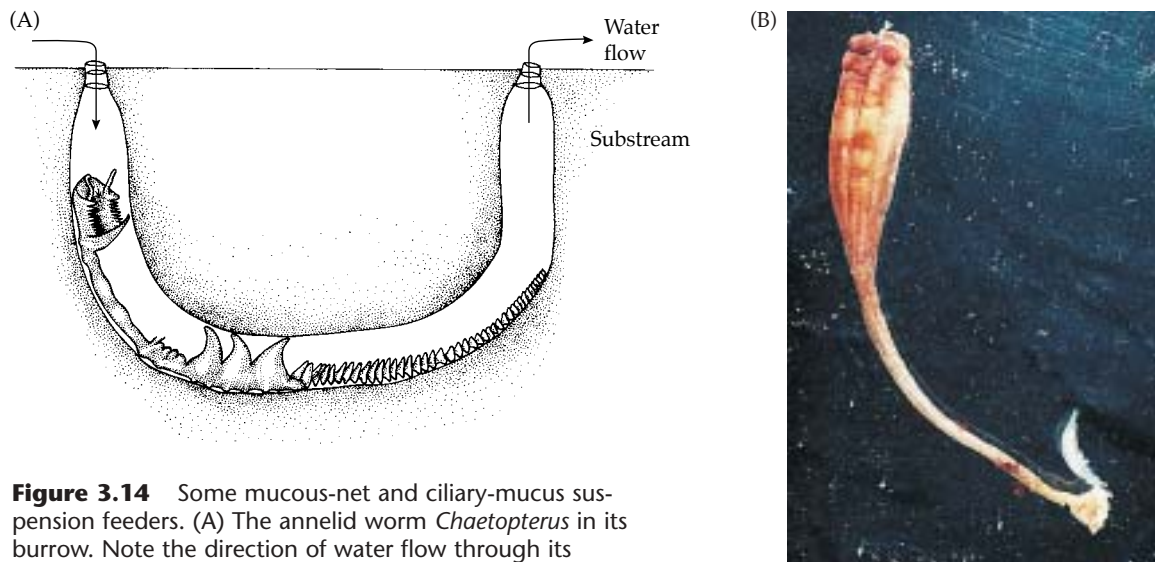 (A)
Water
flow
Substream
(B)
Figure 3.14 Some mucous-net and ciliary-mucus sus-
pension feeders. (A) The annelid worm Chaetopterus in its
burrow. Note the direction of water flow through its